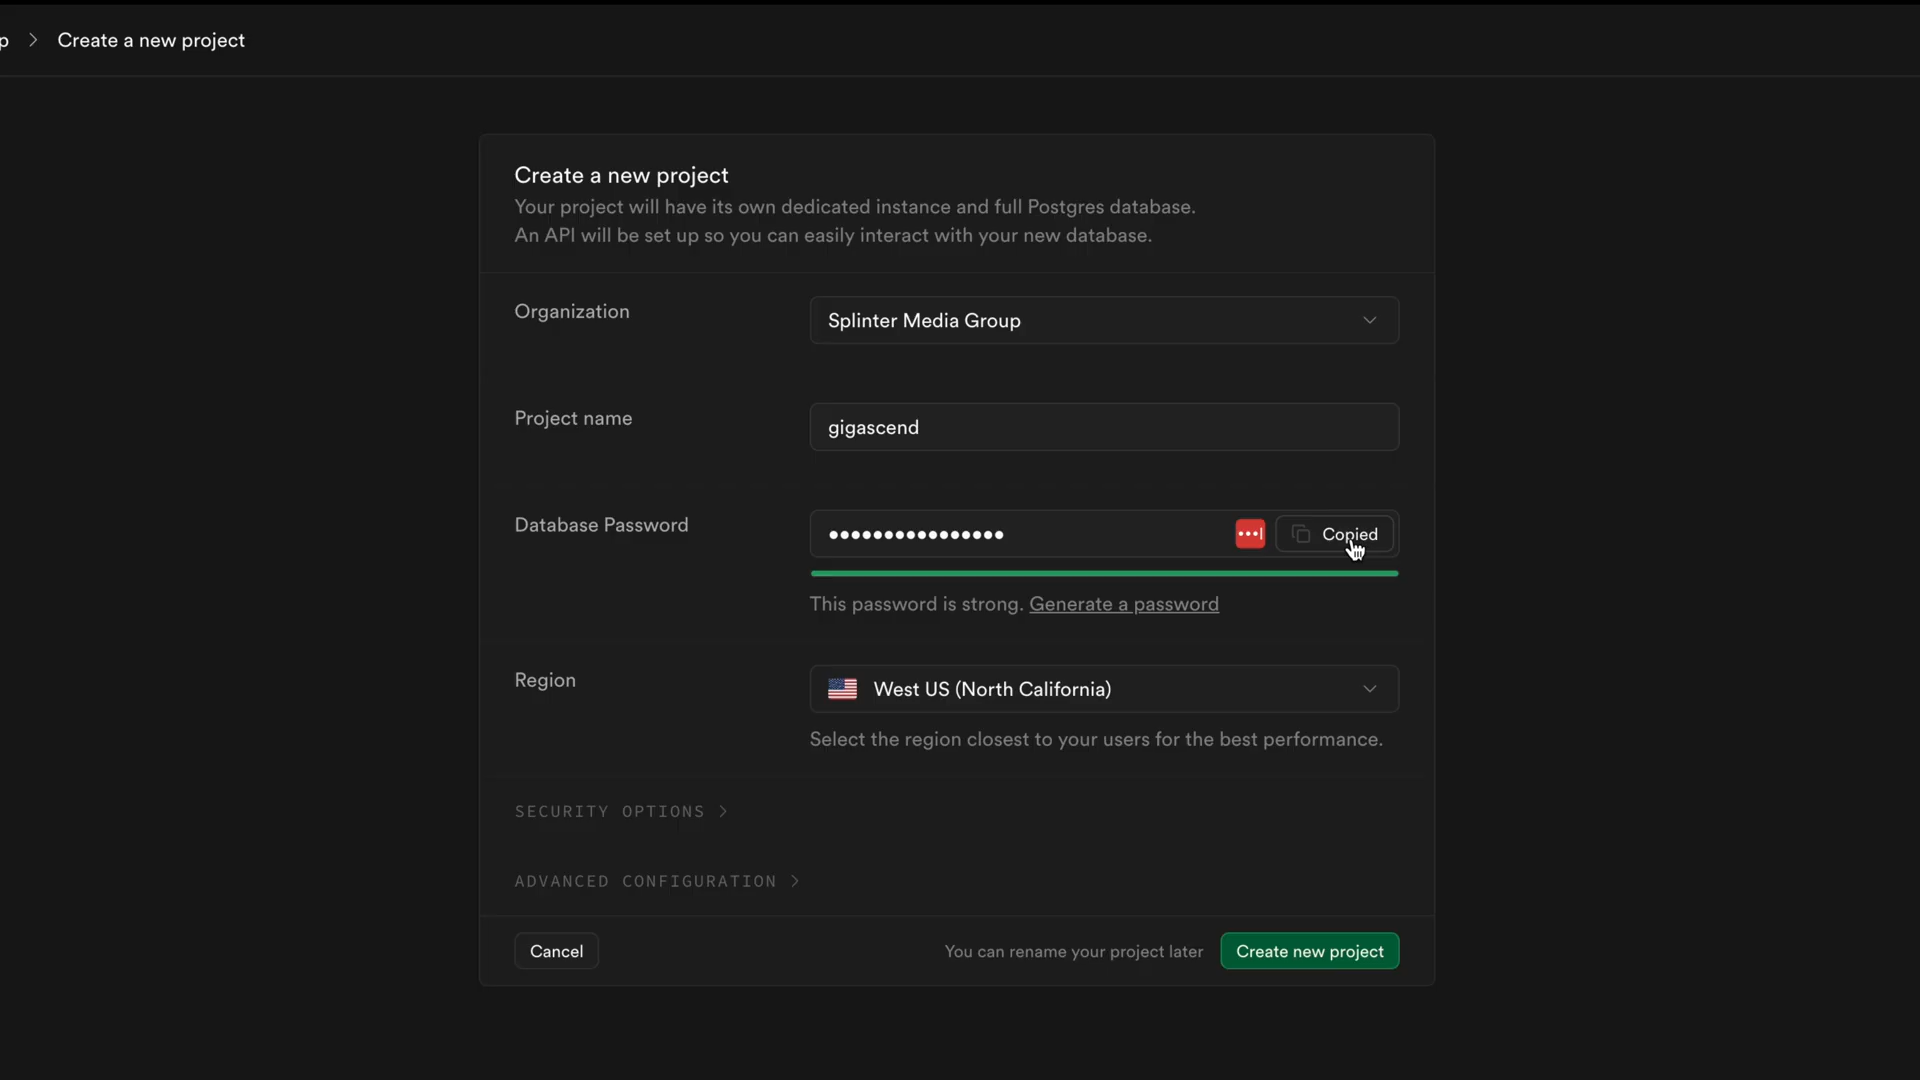 p > Create a new project
Create a new project
Your project will have its own dedicated instance and full Postgres database.
An API will be set up so you can easily interact with your new database.
Organization
Splinter Media Group
Project name
gigascend
Database Password
••••••••••••••••
Copied
This password is strong. Generate a password
Region
West US (North California)
Select the region closest to your users for the best performance.
SECURITY OPTIONS >
ADVANCED CONFIGURATION >
Cancel
You can rename your project later
Create new project